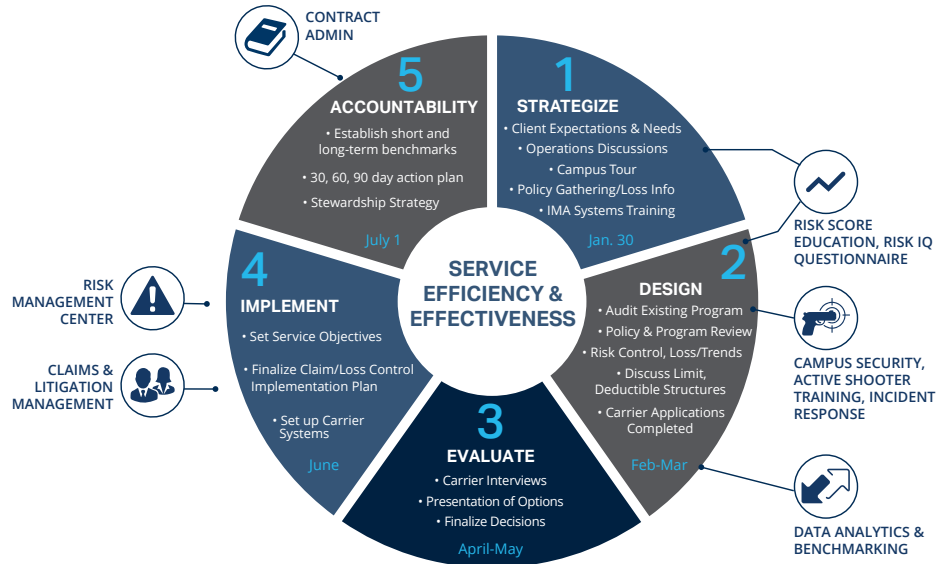 CONTRACT
ADMIN
5
ACCOUNTABILITY
• Establish short and
long-term benchmarks
• 30, 60, 90 day action plan
• Stewardship Strategy
July 1
1
STRATEGIZE
• Client Expectations & Needs
• Operations Discussions
• Campus Tour
• Policy Gathering/Loss Info
• IMA Systems Training
Jan. 30
RISK SCORE
EDUCATION, RISK IQ
QUESTIONNAIRE
2
DESIGN
• Audit Existing Program
• Policy & Program Review
• Risk Control, Loss/Trends
• Discuss Limit,
Deductible Structures
• Carrier Applications
Completed
Feb-Mar
CAMPUS SECURITY,
ACTIVE SHOOTER
TRAINING, INCIDENT
RESPONSE
DATA ANALYTICS &
BENCHMARKING
SERVICE
EFFICIENCY &
EFFECTIVENESS
3
EVALUATE
• Carrier Interviews
• Presentation of Options
• Finalize Decisions
April-May
4
IMPLEMENT
• Set Service Objectives
• Finalize Claim/Loss Control
Implementation Plan
• Set up Carrier
Systems
June
RISK
MANAGEMENT
CENTER
CLAIMS &
LITIGATION
MANAGEMENT